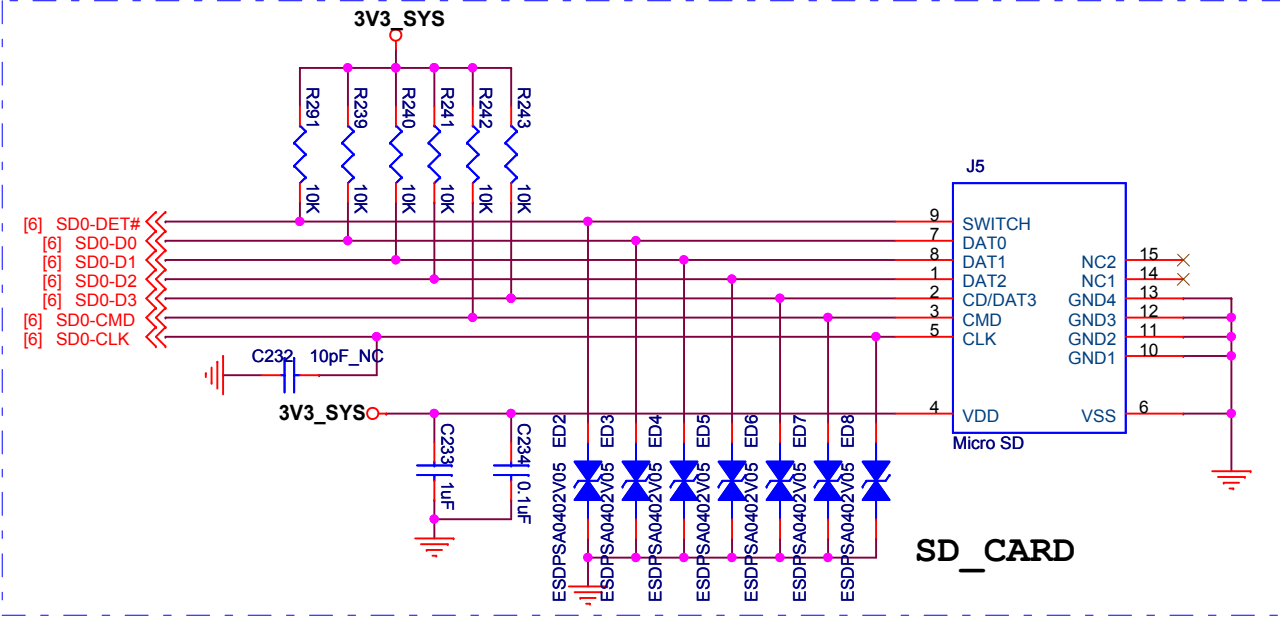 3V3_SYS
R291
R239
R240
R241
R242
R243
10K
10K
10K
10K
10K
10K
J5
[6] SD0-DET#
[6] SD0-D0
[6] SD0-D1
[6] SD0-D2
[6] SD0-D3
[6] SD0-CMD
[6] SD0-CLK
9 SWITCH
7 DAT0
8 DAT1
1 DAT2
2 CD/DAT3
3 CMD
5 CLK
4 VDD
NC2 15
NC1 14
GND4 13
GND3 12
GND2 11
GND1 10
VSS 6
Micro SD
C232 10pF_NC
3V3_SYS
C233 1uF
C234 0.1uF
ESDPSA0402V05 ED2
ESDPSA0402V05 ED3
ESDPSA0402V05 ED4
ESDPSA0402V05 ED5
ESDPSA0402V05 ED6
ESDPSA0402V05 ED7
ESDPSA0402V05 ED8
SD_CARD